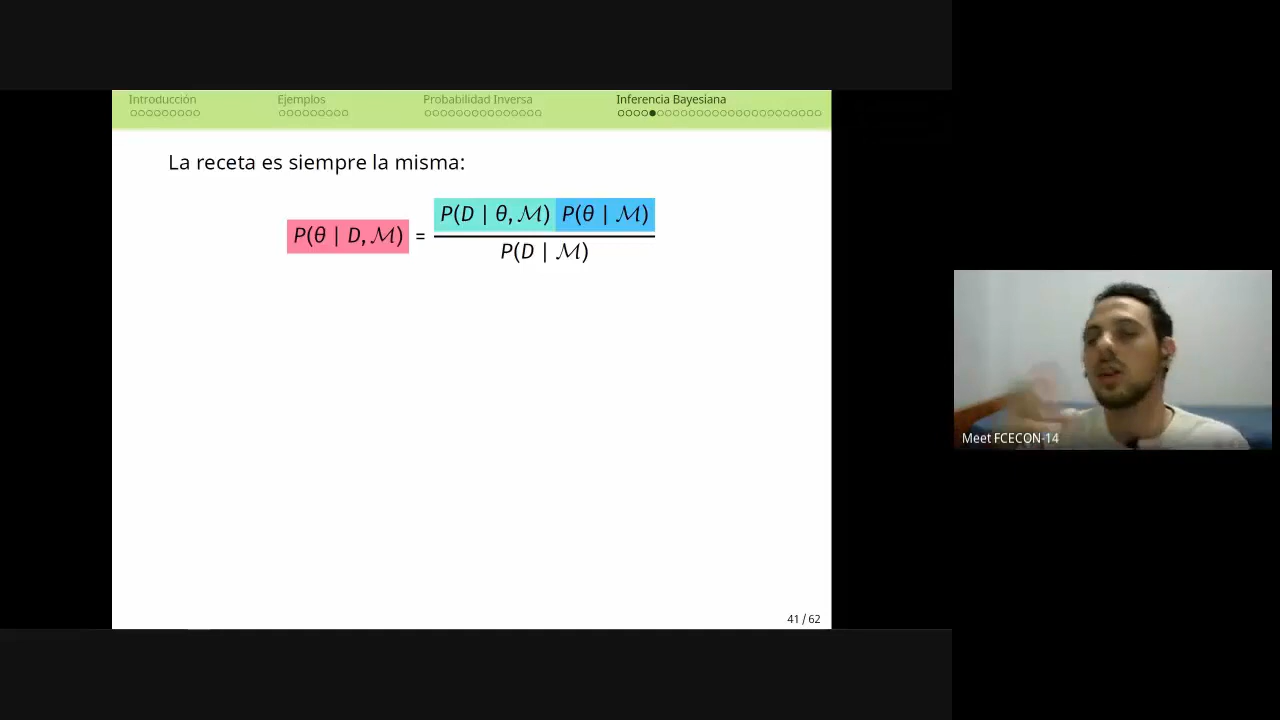 Introducción Ejemplos Probabilidad Inversa Inferencia Bayesiana
La receta es siempre la misma:
P(θ | D, ℳ) = P(D | θ, ℳ) P(θ | ℳ)
P(D | ℳ)
Meet FCECON-14
41 / 62